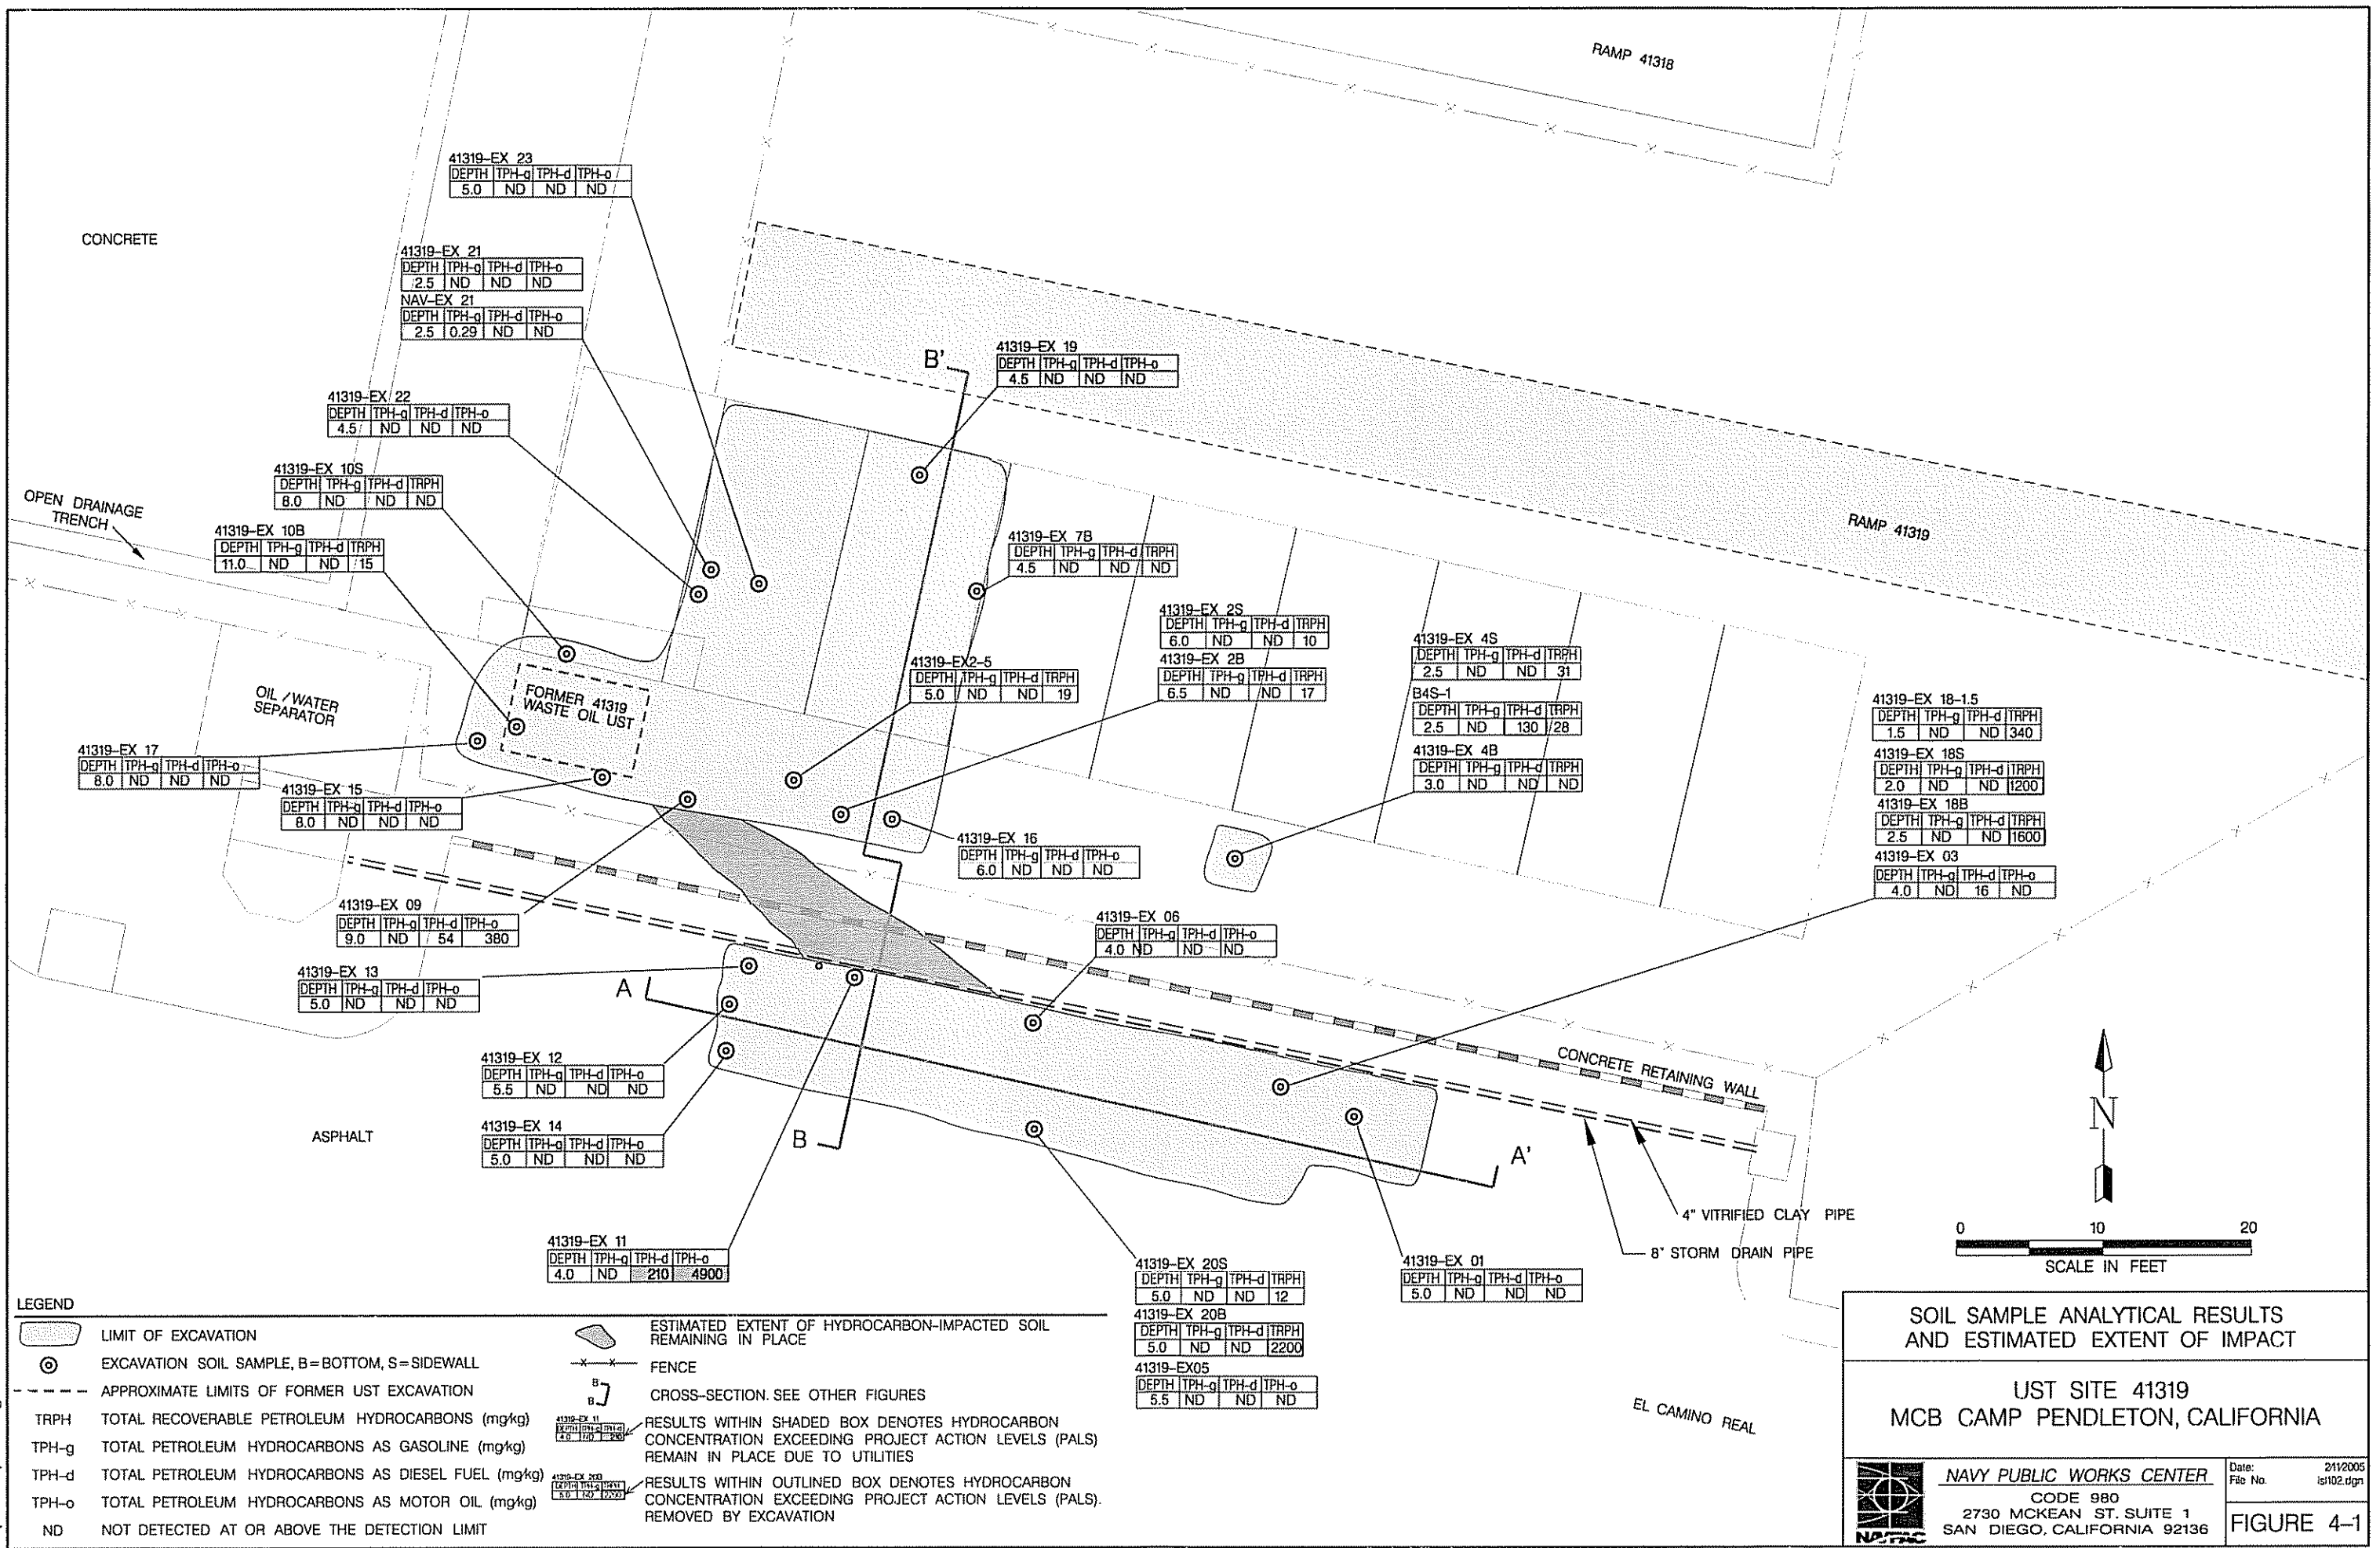 RAMP 41318
CONCRETE
41319-EX 23
DEPTH TPH-g TPH-d TPH-o
5.0 ND ND ND
41319-EX 21
DEPTH TPH-g TPH-d TPH-o
2.5 ND ND ND
NAV-EX 21
DEPTH TPH-g TPH-d TPH-o
2.5 0.29 ND ND
B'
41319-EX 19
DEPTH TPH-g TPH-d TPH-o
4.5 ND ND ND
41319-EX 22
DEPTH TPH-g TPH-d TPH-o
4.5 ND ND ND
41319-EX 10S
DEPTH TPH-g TPH-d TRPH
8.0 ND ND ND
OPEN DRAINAGE
TRENCH
41319-EX 10B
DEPTH TPH-g TPH-d TRPH
11.0 ND ND 15
RAMP 41319
41319-EX 7B
DEPTH TPH-g TPH-d TRPH
4.5 ND ND ND
41319-EX 2S
DEPTH TPH-g TPH-d TRPH
6.0 ND ND 10
41319-EX 2B
DEPTH TPH-g TPH-d TRPH
6.5 ND ND 17
41319-EX2-5
DEPTH TPH-g TPH-d TRPH
5.0 ND ND 19
41319-EX 4S
DEPTH TPH-g TPH-d TRPH
2.5 ND ND 31
B4S-1
DEPTH TPH-g TPH-d TRPH
2.5 ND 130 28
41319-EX 4B
DEPTH TPH-g TPH-d TRPH
3.0 ND ND ND
41319-EX 18-1.5
DEPTH TPH-g TPH-d TRPH
1.5 ND ND 340
41319-EX 18S
DEPTH TPH-g TPH-d TRPH
2.0 ND ND 1200
41319-EX 18B
DEPTH TPH-g TPH-d TRPH
2.5 ND ND 1600
41319-EX 03
DEPTH TPH-g TPH-d TPH-o
4.0 ND 16 ND
OIL/WATER
SEPARATOR
FORMER 41319
WASTE OIL UST
41319-EX 17
DEPTH TPH-g TPH-d TPH-o
8.0 ND ND ND
41319-EX 15
DEPTH TPH-g TPH-d TPH-o
8.0 ND ND ND
41319-EX 16
DEPTH TPH-g TPH-d TPH-o
6.0 ND ND ND
41319-EX 09
DEPTH TPH-g TPH-d TPH-o
9.0 ND 54 380
41319-EX 06
DEPTH TPH-g TPH-d TPH-o
4.0 ND ND ND
41319-EX 13
DEPTH TPH-g TPH-d TPH-o
5.0 ND ND ND
A
41319-EX 12
DEPTH TPH-g TPH-d TPH-o
5.5 ND ND ND
CONCRETE RETAINING WALL
N
ASPHALT
41319-EX 14
DEPTH TPH-g TPH-d TPH-o
5.0 ND ND ND
B
A'
4" VITRIFIED CLAY PIPE
8" STORM DRAIN PIPE
0 10 20
SCALE IN FEET
41319-EX 11
DEPTH TPH-g TPH-d TPH-o
4.0 ND 210 4900
41319-EX 20S
DEPTH TPH-g TPH-d TRPH
5.0 ND ND 12
41319-EX 20B
DEPTH TPH-g TPH-d TRPH
5.0 ND ND 2200
41319-EX05
DEPTH TPH-g TPH-d TPH-o
5.5 ND ND ND
41319-EX 01
DEPTH TPH-g TPH-d TPH-o
5.0 ND ND ND
EL CAMINO REAL
LEGEND
LIMIT OF EXCAVATION
EXCAVATION SOIL SAMPLE, B=BOTTOM, S=SIDEWALL
APPROXIMATE LIMITS OF FORMER UST EXCAVATION
TRPH TOTAL RECOVERABLE PETROLEUM HYDROCARBONS (mg/kg)
TPH-g TOTAL PETROLEUM HYDROCARBONS AS GASOLINE (mg/kg)
TPH-d TOTAL PETROLEUM HYDROCARBONS AS DIESEL FUEL (mg/kg)
TPH-o TOTAL PETROLEUM HYDROCARBONS AS MOTOR OIL (mg/kg)
ND NOT DETECTED AT OR ABOVE THE DETECTION LIMIT
ESTIMATED EXTENT OF HYDROCARBON-IMPACTED SOIL
REMAINING IN PLACE
FENCE
B
B
CROSS-SECTION. SEE OTHER FIGURES
41319-EX 11
RESULTS WITHIN SHADED BOX DENOTES HYDROCARBON
CONCENTRATION EXCEEDING PROJECT ACTION LEVELS (PALS)
REMAIN IN PLACE DUE TO UTILITIES
41319-EX 20B
RESULTS WITHIN OUTLINED BOX DENOTES HYDROCARBON
CONCENTRATION EXCEEDING PROJECT ACTION LEVELS (PALS).
REMOVED BY EXCAVATION
SOIL SAMPLE ANALYTICAL RESULTS
AND ESTIMATED EXTENT OF IMPACT
UST SITE 41319
MCB CAMP PENDLETON, CALIFORNIA
NAVY PUBLIC WORKS CENTER
CODE 980
2730 MCKEAN ST. SUITE 1
SAN DIEGO, CALIFORNIA 92136
Date: 2/11/2005
File No.
FIGURE 4-1